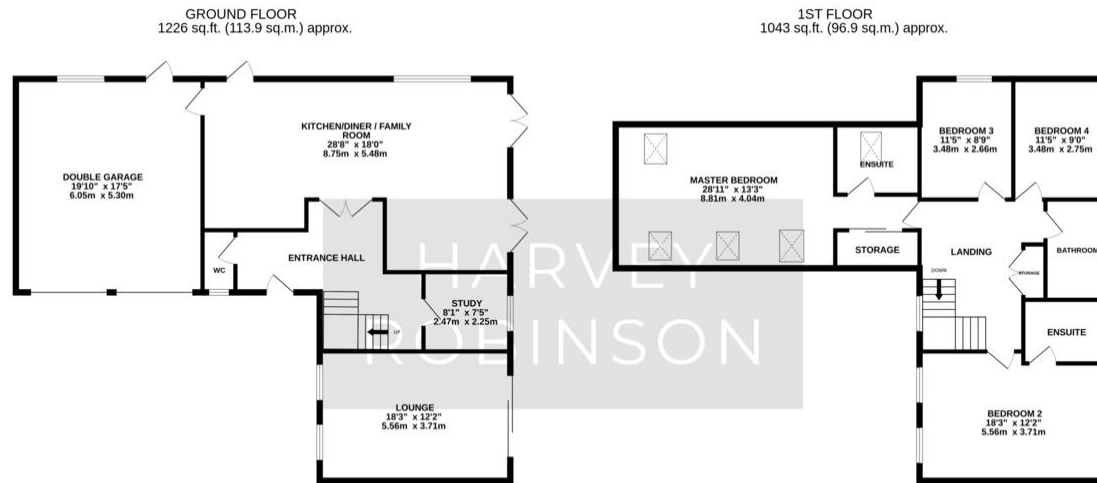 GROUND FLOOR
1226 sq.ft. (113.9 sq.m.) approx.
DOUBLE GARAGE
19'10" x 17'5"
6.05m x 5.30m
KITCHEN/DINER / FAMILY
ROOM
28'8" x 18'0"
8.75m x 5.48m
WC
ENTRANCE HALL
UP
STUDY
8'1" x 7'5"
2.47m x 2.25m
LOUNGE
18'3" x 12'2"
5.56m x 3.71m
1ST FLOOR
1043 sq.ft. (96.9 sq.m.) approx.
MASTER BEDROOM
28'11" x 13'3"
8.81m x 4.04m
ENSUITE
STORAGE
BEDROOM 3
11'5" x 8'9"
3.48m x 2.66m
BEDROOM 4
11'5" x 9'0"
3.48m x 2.75m
LANDING
DOWN
STORAGE
BATHROOM
ENSUITE
BEDROOM 2
18'3" x 12'2"
5.56m x 3.71m
HARVEY
ROBINSON